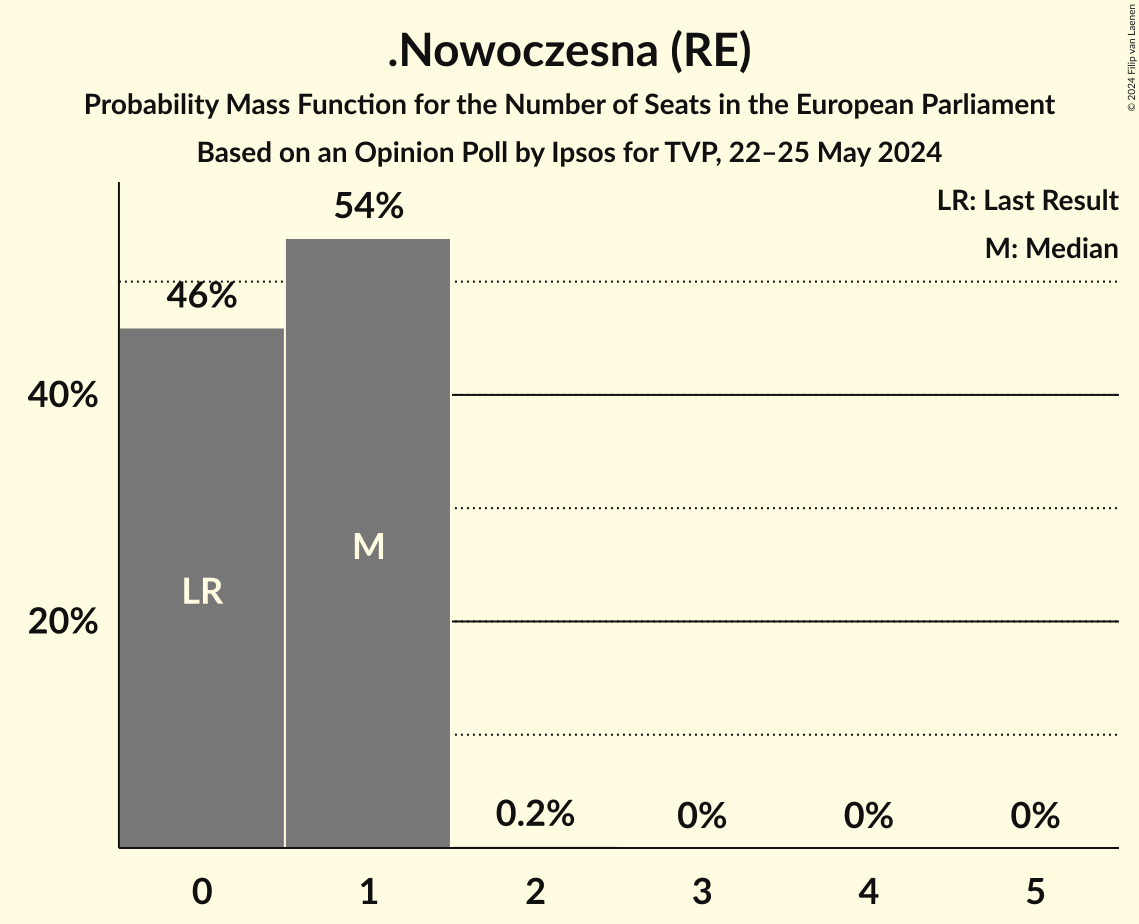 .Nowoczesna (RE)
Probability Mass Function for the Number of Seats in the European Parliament
Based on an Opinion Poll by Ipsos for TVP, 22–25 May 2024
© 2024 Filip van Laenen
LR: Last Result
M: Median
54%
46%
40%
20%
LR
M
0.2%
0%
0%
0%
0 1 2 3 4 5